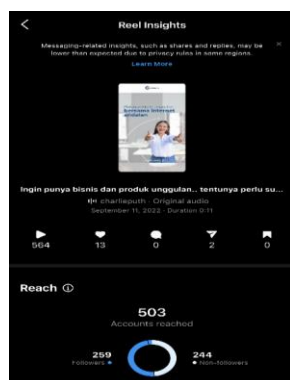 Reel Insights
Messaging-related insights, such as shares and replies, may be
lower than expected due to privacy rules in some regions.
Learn More
bersama internet
Ingin punya bisnis dan produk unggulan.. tentunya perlu su...
charlieputh · Original audio
September 11, 2022 · Duration 0:11
564
13
0
2
0
Reach
503
Accounts reached
259
Followers
244
Non-followers